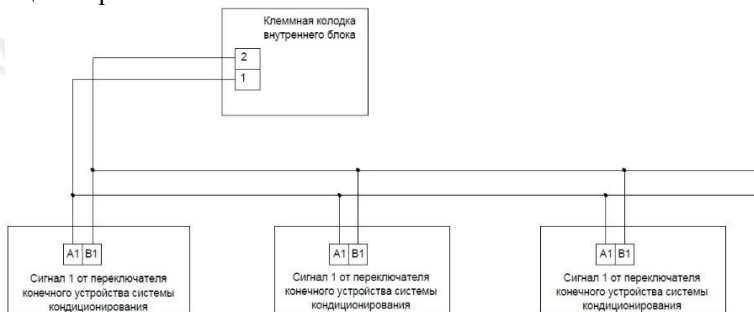 Клеммная колодка
внутреннего блока
2
1
A1 B1
Сигнал 1 от переключателя
конечного устройства системы
кондиционирования
A1 B1
Сигнал 1 от переключателя
конечного устройства системы
кондиционирования
A1 B1
Сигнал 1 от переключателя
конечного устройства системы
кондиционирования